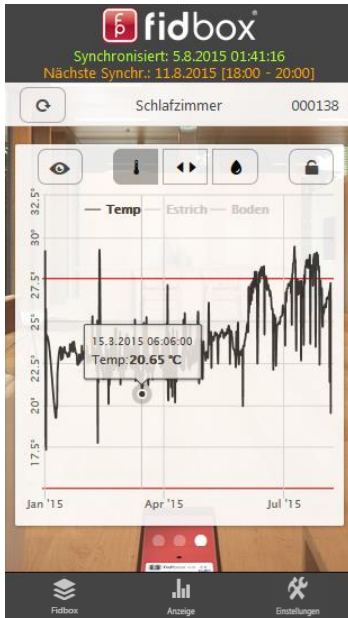 fidbox
Synchronisiert: 5.8.2015 01:41:16
Nächste Synchr.: 11.8.2015 [18:00 - 20:00]
Schlafzimmer 000138
Temp Estrich Boden
32.5°
30°
27.5°
25°
22.5°
20°
17.5°
15.3.2015 06:06:00
Temp: 20.65 °C
Jan '15 Apr '15 Jul '15
Fidbox Anzeige Einstellungen